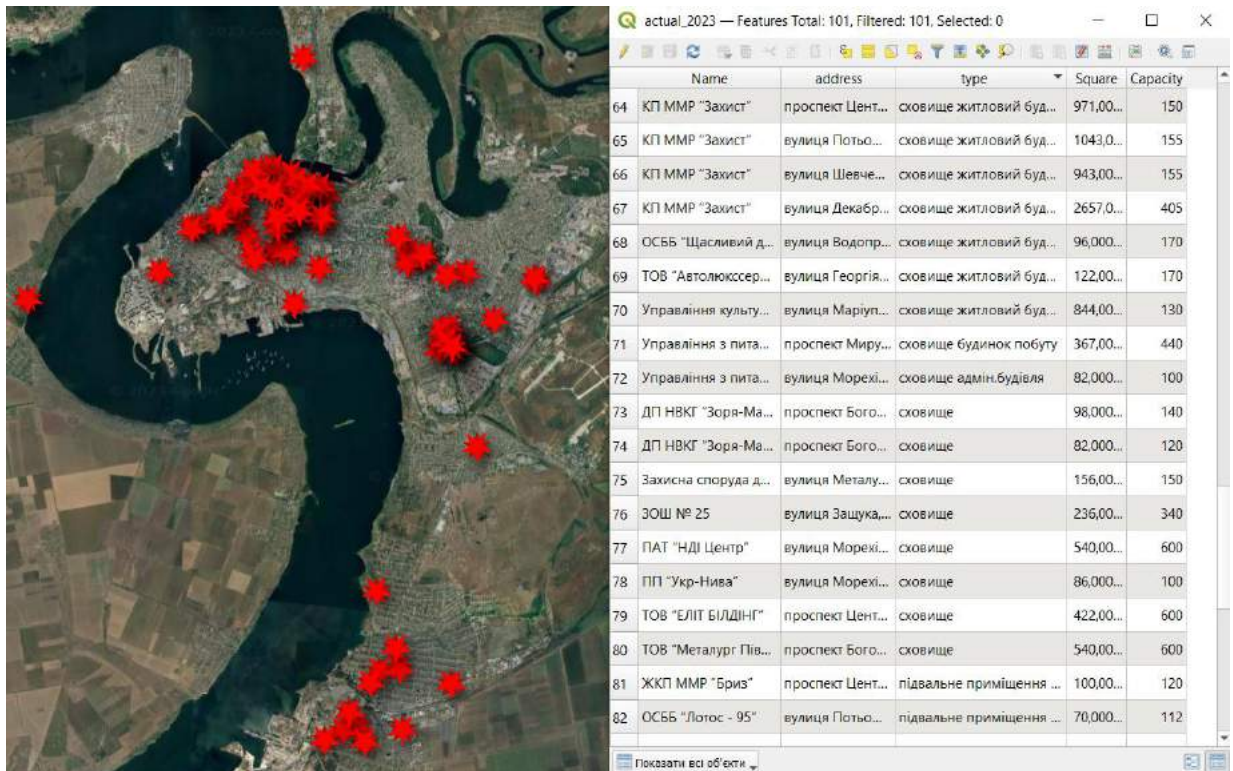 actual_2023 — Features Total: 101, Filtered: 101, Selected: 0
Name address type Square Capacity
64 КП ММР "Захист" проспект Цент... сховище житловий буд... 971,00... 150
65 КП ММР "Захист" вулиця Потьо... сховище житловий буд... 1043,0... 155
66 КП ММР "Захист" вулиця Шевче... сховище житловий буд... 943,00... 155
67 КП ММР "Захист" вулиця Декабр... сховище житловий буд... 2657,0... 405
68 ОСББ "Щасливий д... вулиця Водопр... сховище житловий буд... 96,000... 170
69 ТОВ "Автолюкссер... вулиця Георгія... сховище житловий буд... 122,00... 170
70 Управління культу... вулиця Маріуп... сховище житловий буд... 844,00... 130
71 Управління з пита... проспект Миру... сховище будинок побуту 367,00... 440
72 Управління з пита... вулиця Морехі... сховище адмін.будівля 82,000... 100
73 ДП НВКГ "Зоря-Ма... проспект Бого... сховище 98,000... 140
74 ДП НВКГ "Зоря-Ма... проспект Бого... сховище 82,000... 120
75 Захисна споруда д... вулиця Металу... сховище 156,00... 150
76 ЗОШ № 25 вулиця Защука,... сховище 236,00... 340
77 ПАТ "НДІ Центр" вулиця Морехі... сховище 540,00... 600
78 ПП "Укр-Нива" вулиця Морехі... сховище 86,000... 100
79 ТОВ "ЕЛІТ БІЛДІНГ" проспект Цент... сховище 422,00... 600
80 ТОВ "Металург Пів... проспект Бого... сховище 540,00... 600
81 ЖКП ММР "Бриз" проспект Цент... підвальне приміщення ... 100,00... 120
82 ОСББ "Лотос - 95" вулиця Потьо... підвальне приміщення ... 70,000... 112
Показати всі об'єкти